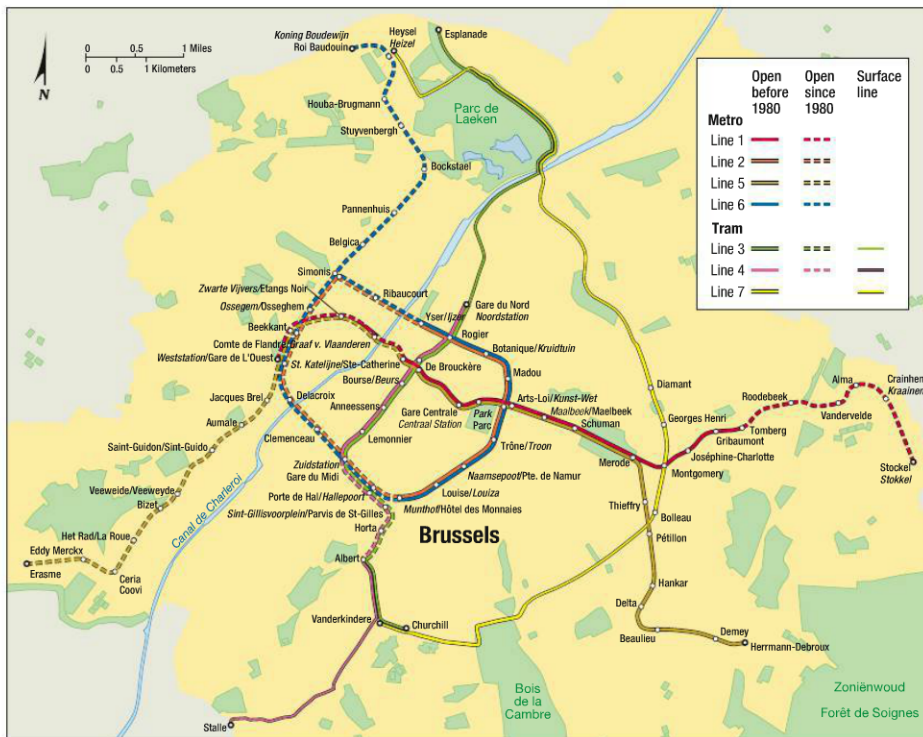 Koning Boudewijn
Roi Baudouin
Heysel
Heizel
Esplanade
0 1 Miles
0.5
0 1 Kilometers
0.5
N
Houba-Brugmann
Stuyvenbergh
Parc de
Laeken
Bockstael
Pannenhuis
Belgica
Simonis
Zwarte Vijvers/Etangs Noir
Ossegem/Osseghem
Beekkant
Ribaucourt
Yser/Ijzer
Gare du Nord
Noordstation
Rogier
Comte de Flandre/Graaf v. Vlaanderen
Weststation/Gare de L'Ouest
St. Katelijne/Ste-Catherine
Botanique/Kruidtuin
De Brouckère
Madou
Bourse/Beurs
Jacques Brel
Delacroix
Anneessens
Gare Centrale
Centraal Station
Park
Parc
Arts-Loi/Kunst-Wet
Maalbeek/Maelbeek
Schuman
Aumale
Clemenceau
Lemonnier
Saint-Guidon/Sint-Guido
Zuidstation
Gare du Midi
Trône/Troon
Merode
Montgomery
Diamant
Georges Henri
Joséphine-Charlotte
Gribaumont
Tomberg
Roodebeek
Vandervelde
Alma
Crainhem
Kraainem
Stockel
Stokkel
Veeweide/Veeweyde
Bizet
Porte de Hal/Hallepoort
Naamsepoot/Pte. de Namur
Louise/Louiza
Munthof/Hôtel des Monnaies
Sint-Gillisvoorplein/Parvis de St-Gilles
Thieffry
Bolleau
Pétillon
Het Rad/La Roue
Canal de Charleroi
Horta
Brussels
Eddy Merckx
Erasme
Ceria
Coovi
Albert
Hankar
Delta
Vanderkindere
Churchill
Beaulieu
Demey
Herrmann-Debroux
Stalle
Bois
de la
Cambre
Zoniënwoud
Forêt de Soignes
Open before 1980
Open since 1980
Surface line
Metro
Line 1
Line 2
Line 5
Line 6
Tram
Line 3
Line 4
Line 7